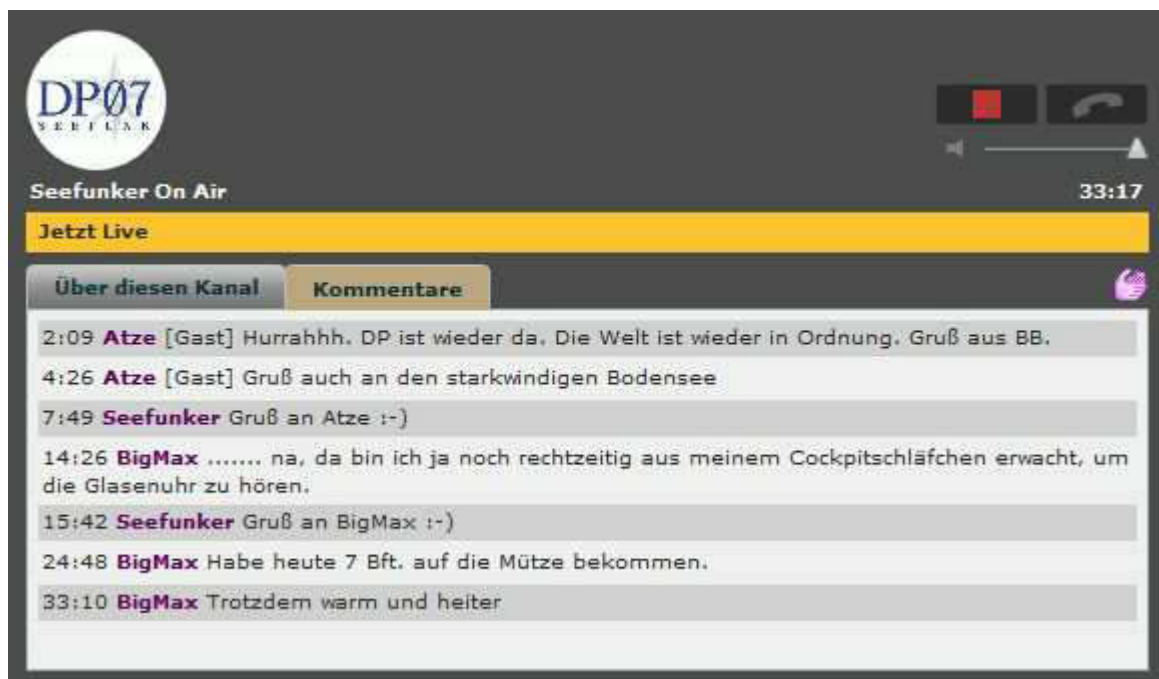 DPØ7
SEEFUNK
Seefunker On Air
33:17
Jetzt Live
Über diesen Kanal
Kommentare
2:09 Atze [Gast] Hurrahhh. DP ist wieder da. Die Welt ist wieder in Ordnung. Gruß aus BB.
4:26 Atze [Gast] Gruß auch an den starkwindigen Bodensee
7:49 Seefunker Gruß an Atze :-)
14:26 BigMax ....... na, da bin ich ja noch rechtzeitig aus meinem Cockpitschläfchen erwacht, um
die Glasenuhr zu hören.
15:42 Seefunker Gruß an BigMax :-)
24:48 BigMax Habe heute 7 Bft. auf die Mütze bekommen.
33:10 BigMax Trotzdem warm und heiter